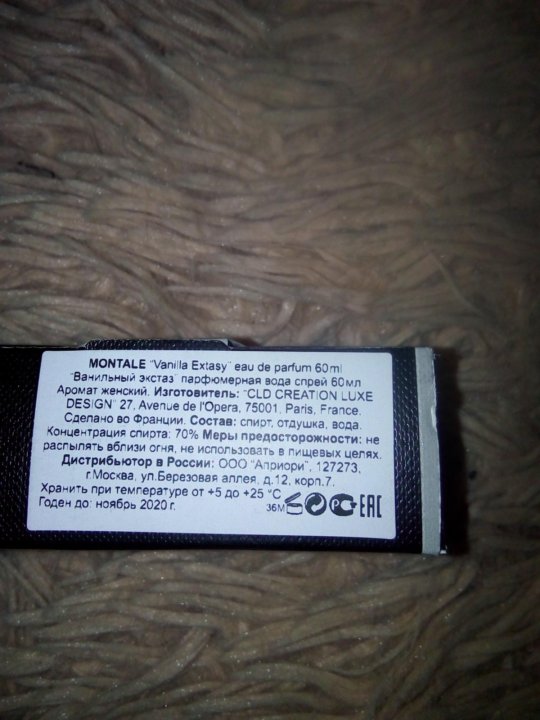 MONTALE "Vanilla Extasy" eau de parfum 60ml
"Ванильный экстаз" парфюмерная вода спрей 60мл
Аромат женский. Изготовитель: "CLD CREATION LUXE
DESIGN" 27, Avenue de l'Opera, 75001, Paris, France.
Сделано во Франции. Состав: спирт, отдушка, вода.
Концентрация спирта: 70% Меры предосторожности: не
распылять вблизи огня, не использовать в пищевых целях.
Дистрибьютор в России: ООО "Априори", 127273,
г.Москва, ул.Березовая аллея, д.12, корп.7.
Хранить при температуре от +5 до +25 °C
Годен до: ноябрь 2020 г.
36М РСТ ЕАС